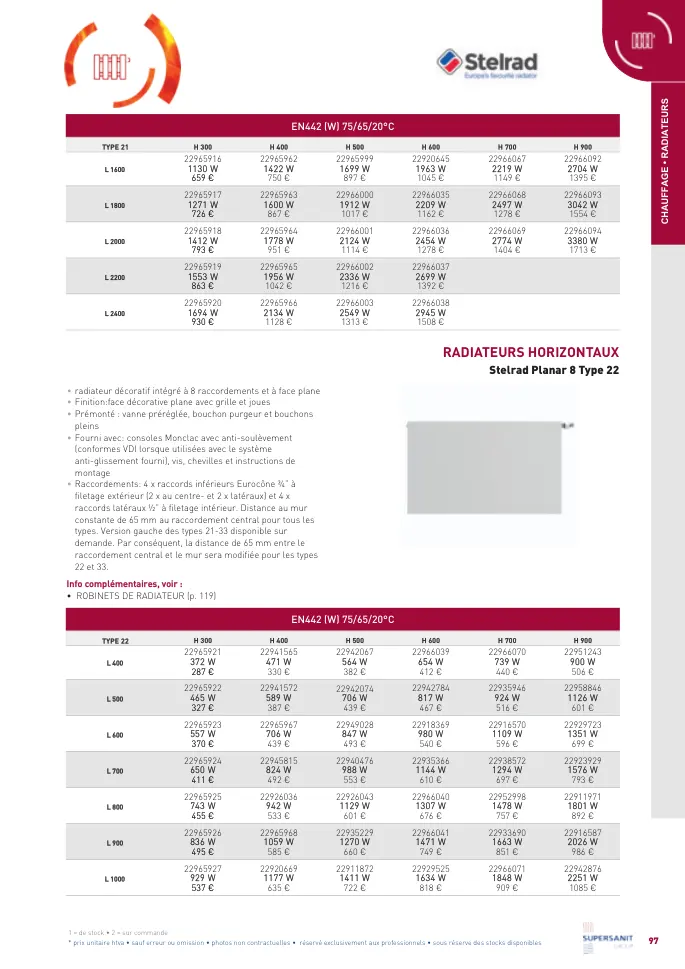 Stelrad
Europe's favourite radiator
CHAUFFAGE • RADIATEURS
EN442 (W) 75/65/20°C
TYPE 21 H 300 H 400 H 500 H 600 H 700 H 900
22965916 22965962 22965999 22920645 22966067 22966092
L 1600 1130 W 1422 W 1699 W 1963 W 2219 W 2704 W
659 € 750 € 897 € 1045 € 1149 € 1395 €
22965917 22965963 22966000 22966035 22966068 22966093
L 1800 1271 W 1600 W 1912 W 2209 W 2497 W 3042 W
726 € 867 € 1017 € 1162 € 1278 € 1554 €
22965918 22965964 22966001 22966036 22966069 22966094
L 2000 1412 W 1778 W 2124 W 2454 W 2774 W 3380 W
793 € 951 € 1114 € 1278 € 1404 € 1713 €
22965919 22965965 22966002 22966037
L 2200 1553 W 1956 W 2336 W 2699 W
863 € 1042 € 1216 € 1392 €
22965920 22965966 22966003 22966038
L 2400 1694 W 2134 W 2549 W 2945 W
930 € 1128 € 1313 € 1508 €
RADIATEURS HORIZONTAUX
Stelrad Planar 8 Type 22
• radiateur décoratif intégré à 8 raccordements et à face plane
• Finition:face décorative plane avec grille et joues
• Prémonté : vanne préréglée, bouchon purgeur et bouchons
pleins
• Fourni avec: consoles Monclac avec anti-soulèvement
(conformes VDI lorsque utilisées avec le système
anti-glissement fourni), vis, chevilles et instructions de
montage
• Raccordements: 4 x raccords inférieurs Eurocône ¾" à
filetage extérieur (2 x au centre- et 2 x latéraux) et 4 x
raccords latéraux ½" à filetage intérieur. Distance au mur
constante de 65 mm au raccordement central pour tous les
types. Version gauche des types 21-33 disponible sur
demande. Par conséquent, la distance de 65 mm entre le
raccordement central et le mur sera modifiée pour les types
22 et 33.
Info complémentaires, voir :
• ROBINETS DE RADIATEUR (p. 119)
EN442 (W) 75/65/20°C
TYPE 22 H 300 H 400 H 500 H 600 H 700 H 900
22965921 22941565 22942067 22966039 22966070 22951243
L 400 372 W 471 W 564 W 654 W 739 W 900 W
287 € 330 € 382 € 412 € 440 € 506 €
22965922 22941572 22942074 22942784 22935946 22958846
L 500 465 W 589 W 706 W 817 W 924 W 1126 W
327 € 387 € 439 € 467 € 516 € 601 €
22965923 22965967 22949028 22918369 22916570 22929723
L 600 557 W 706 W 847 W 980 W 1109 W 1351 W
370 € 439 € 493 € 540 € 596 € 699 €
22965924 22945815 22940476 22935366 22938572 22923929
L 700 650 W 824 W 988 W 1144 W 1294 W 1576 W
411 € 492 € 553 € 610 € 697 € 793 €
22965925 22926036 22926043 22966040 22952998 22911971
L 800 743 W 942 W 1129 W 1307 W 1478 W 1801 W
455 € 533 € 601 € 676 € 757 € 892 €
22965926 22965968 22935229 22966041 22933690 22916587
L 900 836 W 1059 W 1270 W 1471 W 1663 W 2026 W
495 € 585 € 660 € 749 € 851 € 986 €
22965927 22920669 22911872 22929525 22966071 22942876
L 1000 929 W 1177 W 1411 W 1634 W 1848 W 2251 W
537 € 635 € 722 € 818 € 909 € 1085 €
1 = de stock • 2 = sur commande
* prix unitaire htva • sauf erreur ou omission • photos non contractuelles • réservé exclusivement aux professionnels • sous réserve des stocks disponibles
SUPERSANIT
GROUP
97